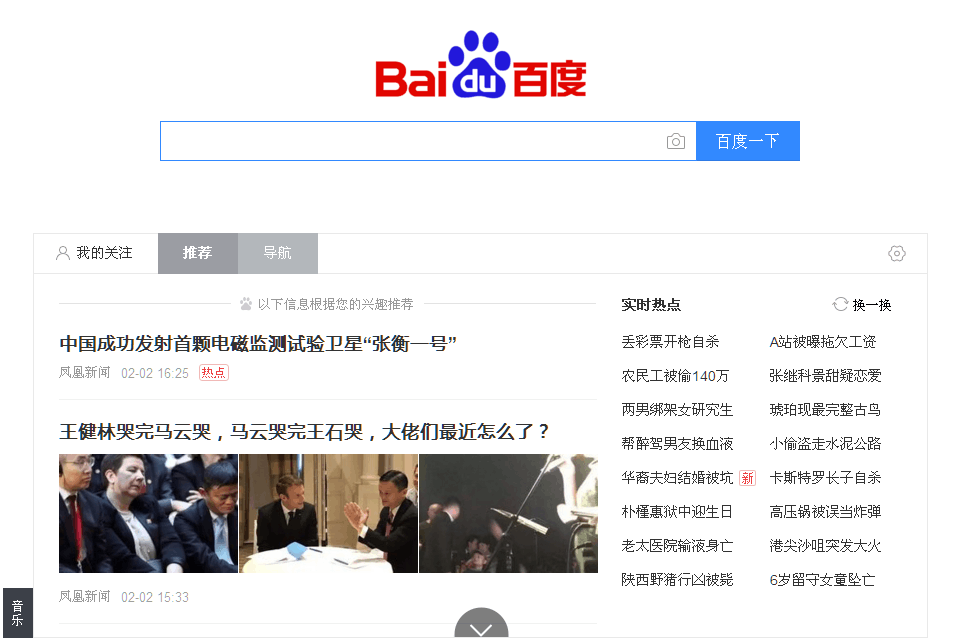 Baidu百度
百度一下
我的关注 推荐 导航
以下信息根据您的兴趣推荐
中国成功发射首颗电磁监测试验卫星“张衡一号”
凤凰新闻 02-02 16:25 热点
王健林哭完马云哭，马云哭完王石哭，大佬们最近怎么了？
凤凰新闻 02-02 15:33
实时热点 换一换
丢彩票开枪自杀 A站被曝拖欠工资
农民工被偷140万 张继科景甜疑恋爱
两男绑架女研究生 琥珀现最完整古鸟
帮醉驾男友换血液 小偷盗走水泥公路
华裔夫妇结婚被坑 新 卡斯特罗长子自杀
朴槿惠狱中迎生日 高压锅被误当炸弹
老太医院输液身亡 港尖沙咀突发大火
陕西野猪行凶被毙 6岁留守女童坠亡
音乐